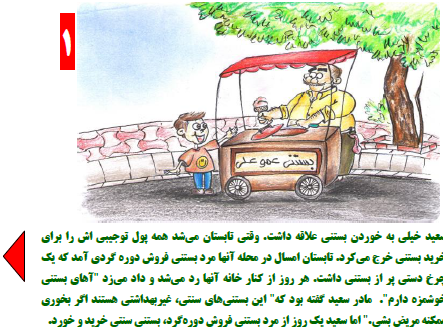 ۱
بستنی عمو علی
سعید خیلی به خوردن بستنی علاقه داشت. وقتی تابستان می‌شد همه پول توجیبی اش را برای
خرید بستنی خرج می‌کرد. تابستان امسال در محله آنها مرد بستنی فروش دوره گردی آمد که یک
چرخ دستی پر از بستنی داشت. هر روز از کنار خانه آنها رد می‌شد و داد می‌زد "آهای بستنی
خوشمزه دارم". مادر سعید گفته بود که" این بستنی‌های سنتی، غیربهداشتی هستند اگر بخوری
ممکنه مریض بشی." اما سعید یک روز از مرد بستنی فروش دوره‌گرد، بستنی سنتی خرید و خورد.